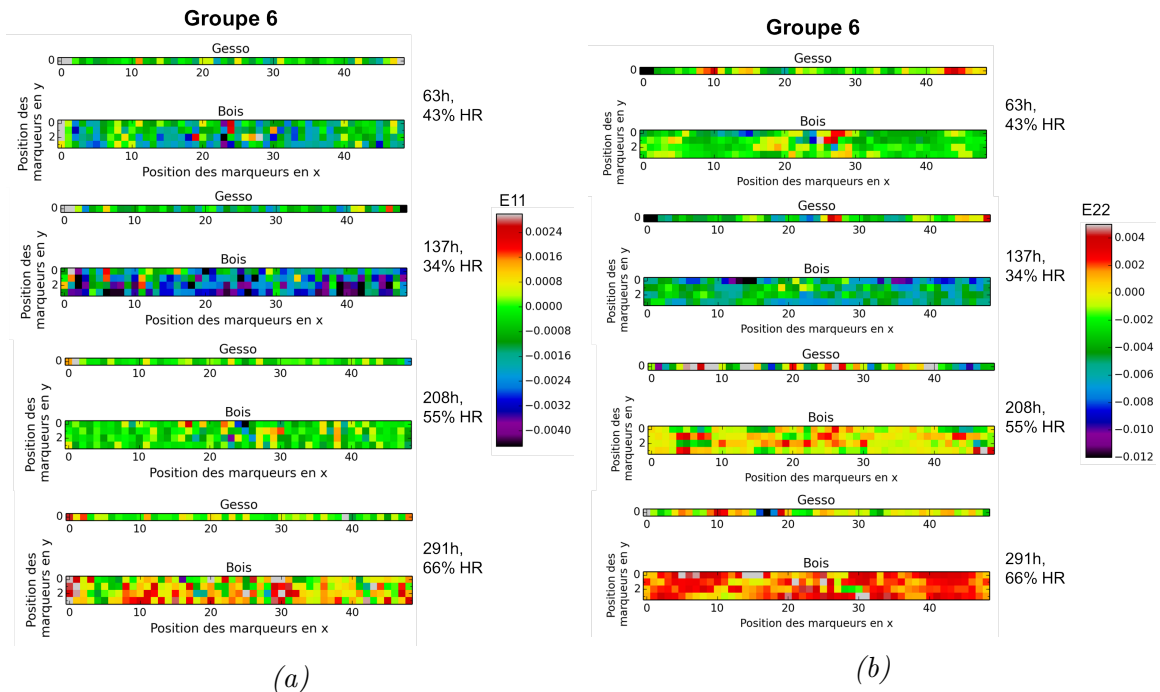 Groupe 6
Gesso
0
0 10 20 30 40
Bois
0
2
0 10 20 30 40
Position des marqueurs en x
Position des
marqueurs en y
63h,
43% HR
Gesso
0
0 10 20 30 40
Bois
0
2
0 10 20 30 40
Position des marqueurs en x
Position des
marqueurs en y
137h,
34% HR
Gesso
0
10 20 30 40
Bois
0
2
0 10 20 30 40
Position des marqueurs en x
Position des
marqueurs en y
208h,
55% HR
Gesso
0
0 10 20 30 40
Bois
0
2
0 10 20 30 40
Position des marqueurs en x
Position des
marqueurs en y
291h,
66% HR
E11
0.0024
0.0016
0.0008
0.0000
−0.0008
−0.0016
−0.0024
−0.0032
−0.0040
(a)
Groupe 6
Gesso
0
0 10 20 30 40
Bois
0
2
0 10 20 30 40
Position des marqueurs en x
Position des
marqueurs en y
63h,
43% HR
Gesso
0
0 10 20 30 40
Bois
0
2
0 10 20 30 40
Position des marqueurs en x
Position des
marqueurs en y
137h,
34% HR
Gesso
0
0 10 20 30 40
Bois
0
2
0 10 20 30 40
Position des marqueurs en x
Position des
marqueurs en y
208h,
55% HR
Gesso
0
0 10 20 30 40
Bois
0
2
0 10 20 30 40
Position des marqueurs en x
Position des
marqueurs en y
291h,
66% HR
E22
0.004
0.002
0.000
−0.002
−0.004
−0.006
−0.008
−0.010
−0.012
(b)